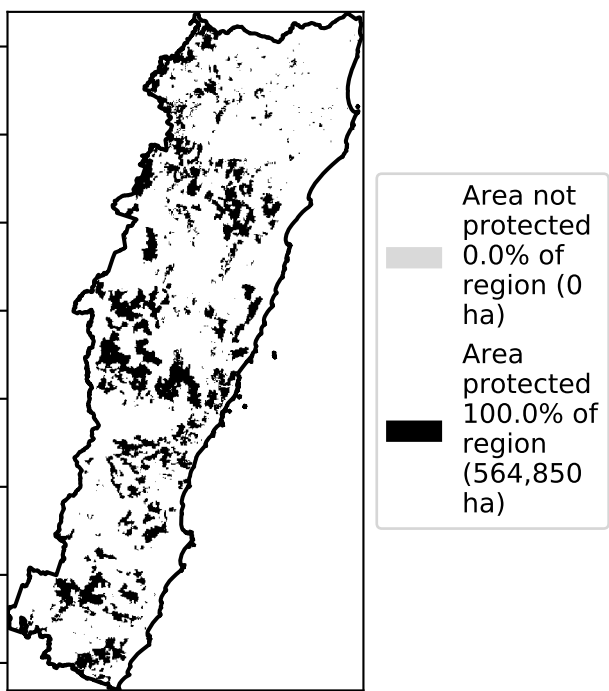 Area not
protected
0.0% of
region (0
ha)
Area
protected
100.0% of
region
(564,850
ha)